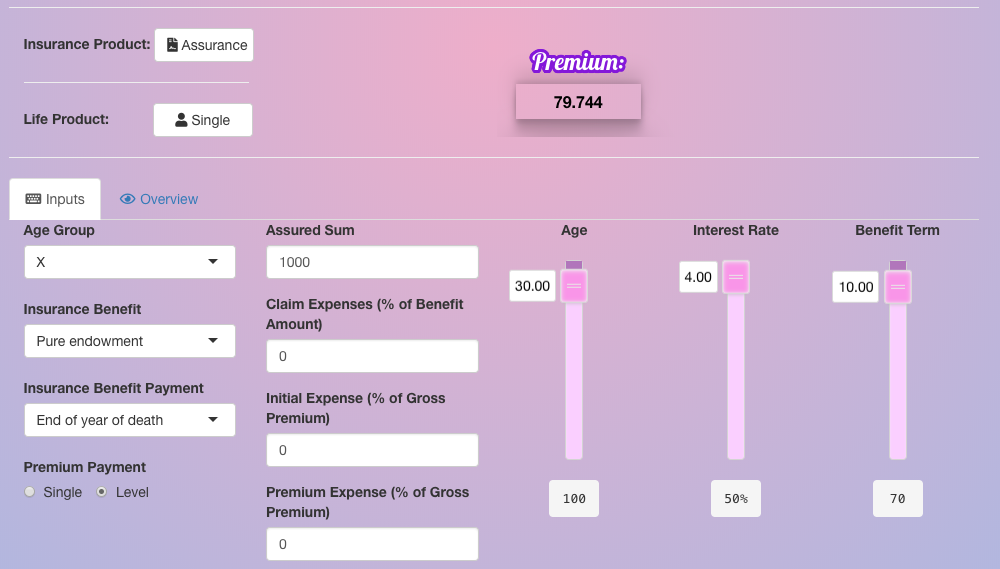 Insurance Product: Assurance
Premium:
79.744
Life Product: Single
Inputs Overview
Age Group
X
Insurance Benefit
Pure endowment
Insurance Benefit Payment
End of year of death
Premium Payment
Single Level
Assured Sum
1000
Claim Expenses (% of Benefit
Amount)
0
Initial Expense (% of Gross
Premium)
0
Premium Expense (% of Gross
Premium)
0
Age
30.00
100
Interest Rate
4.00
50%
Benefit Term
10.00
70